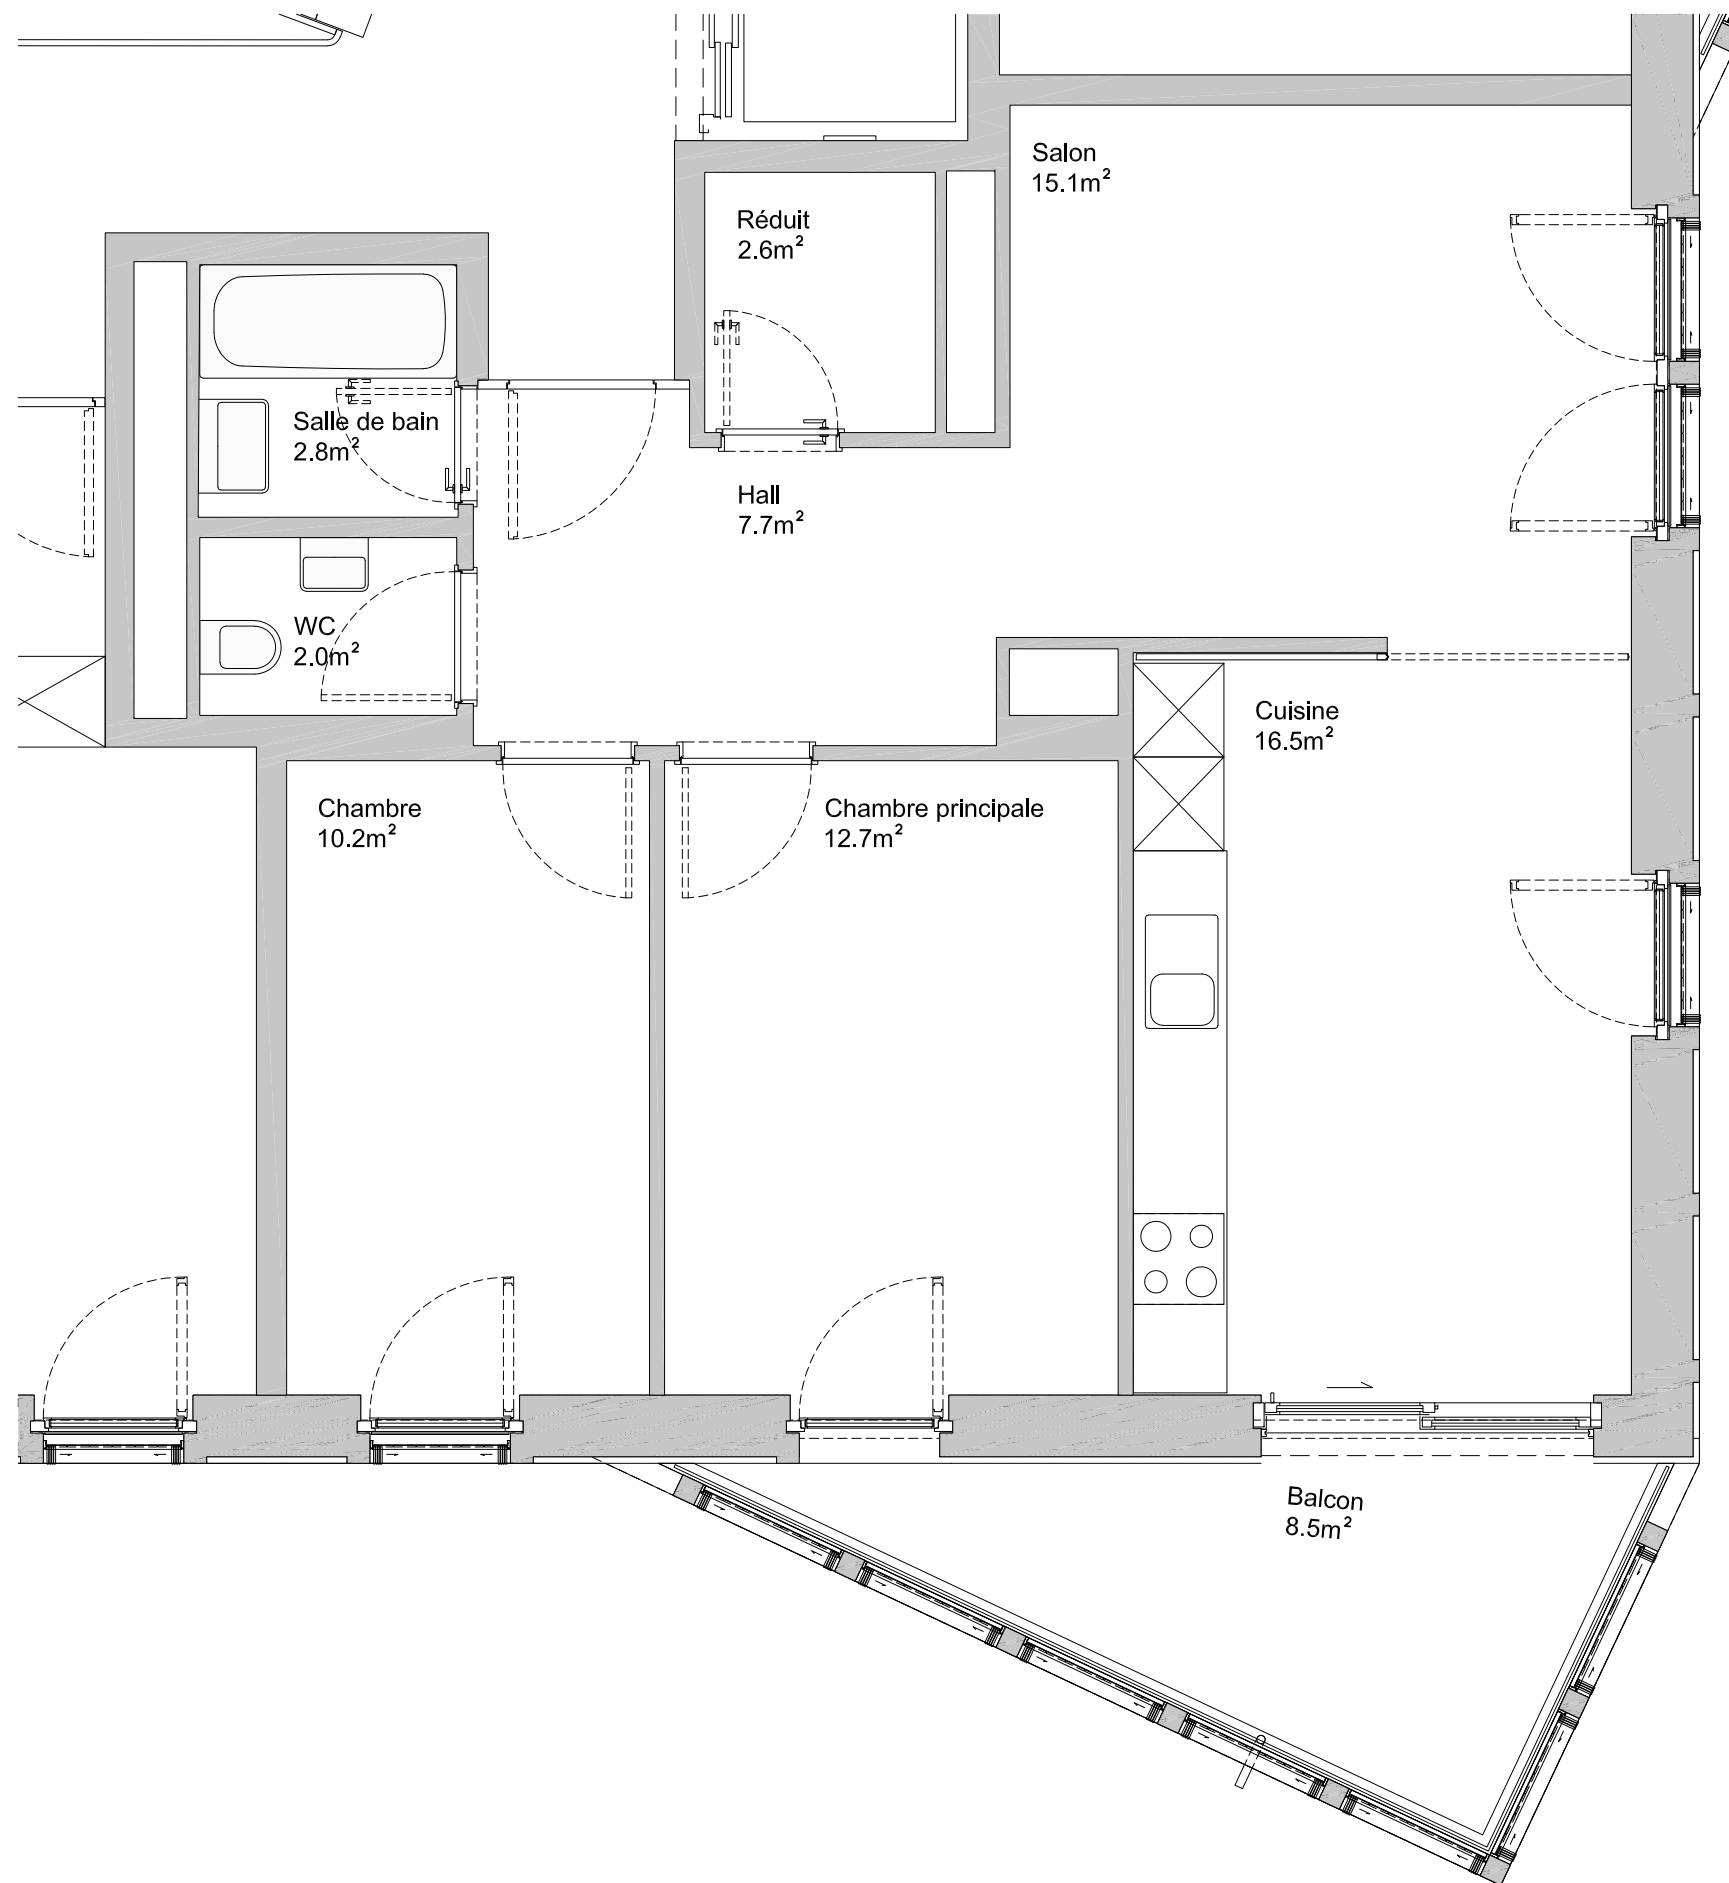 Salon
15.1m²
Réduit
2.6m²
Salle de bain
2.8m²
Hall
7.7m²
WC
2.0m²
Cuisine
16.5m²
Chambre
10.2m²
Chambre principale
12.7m²
Balcon
8.5m²